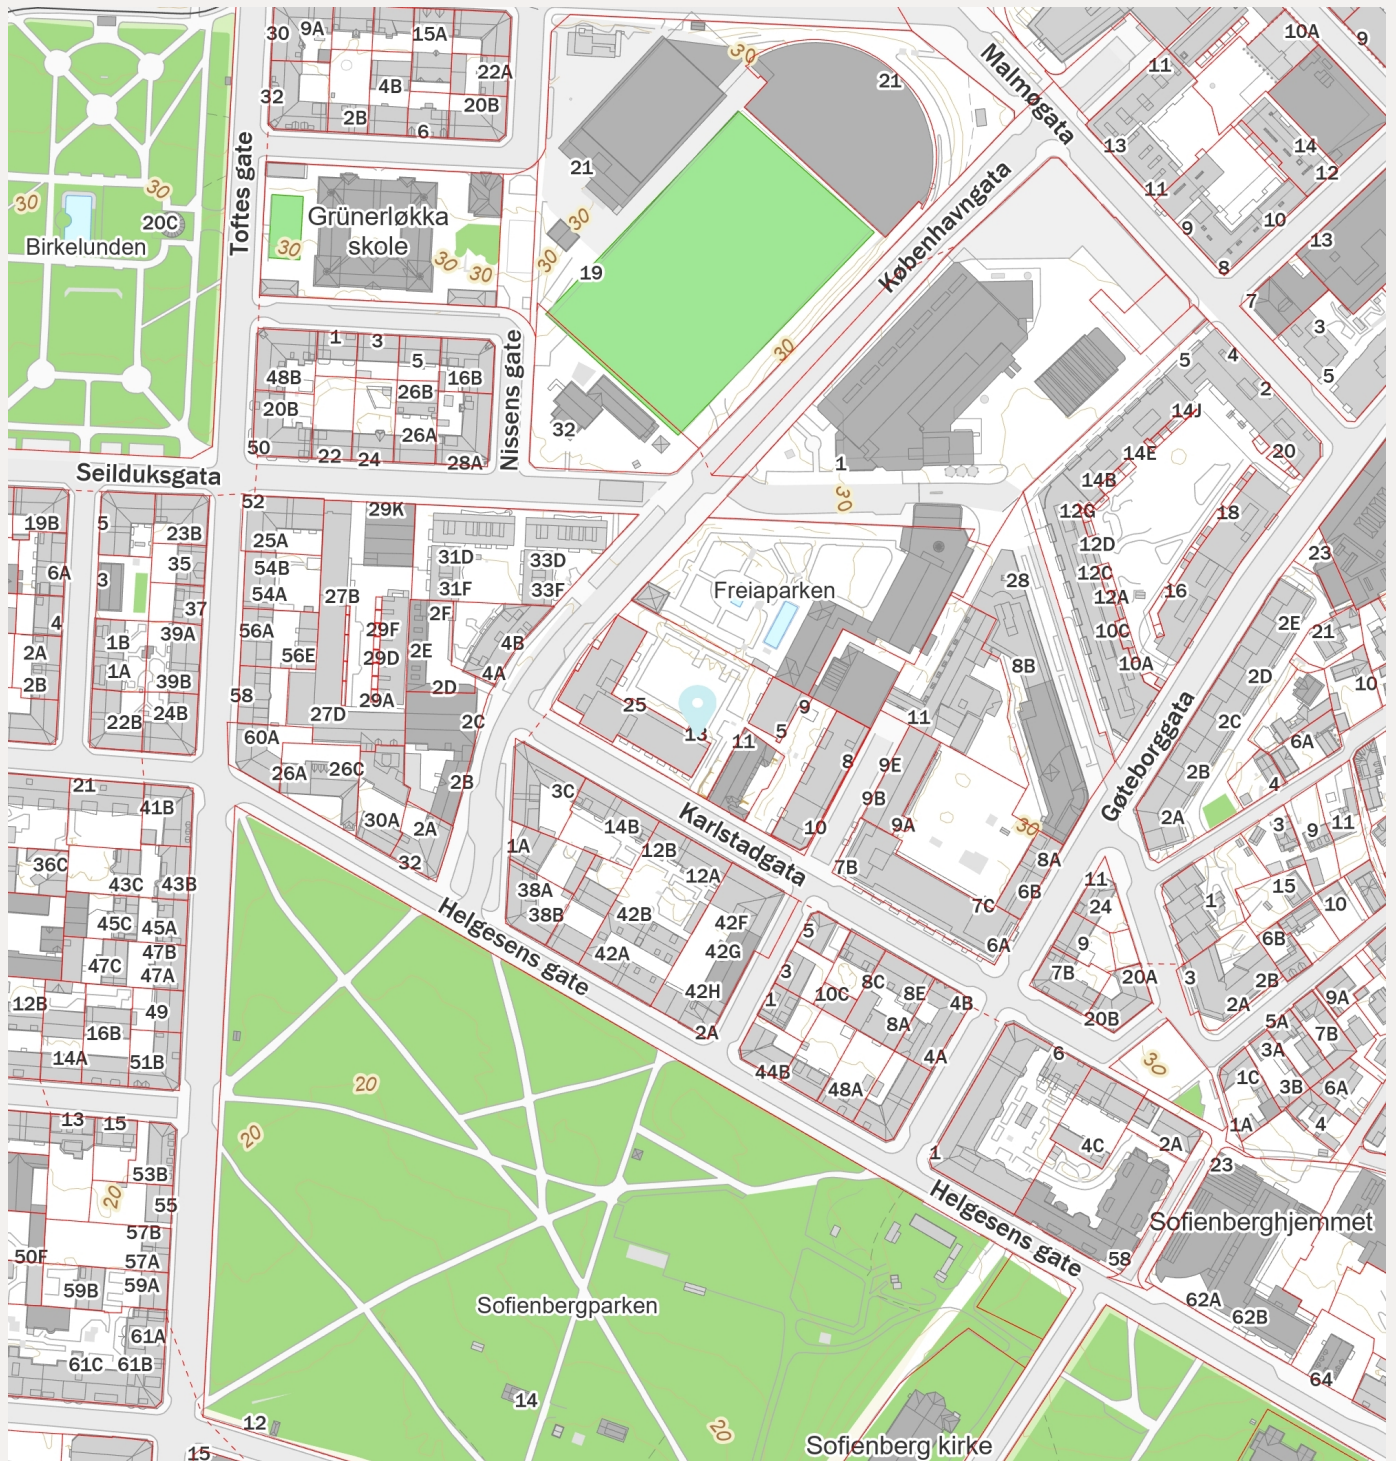 30
9A
15A
22A
4B
32
20B
2B
6
21
30
21
Malmøgata
10A
9
11
13
14
12
11
9
10
8
13
7
3
5
Toftes gate
30
30
20C
Birkelunden
Grünerløkka
skole
30
30
30
30
30
19
Københavngata
30
1
3
5
48B
16B
26B
20B
26A
50
22
24
28A
Nissens gate
32
Seilduksgata
1
30
5
4
2
14J
14E
14B
20
12G
12D
18
12C
12A
16
10C
10A
19B
5
23B
6A
3
35
37
4
1B
39A
2A
1A
39B
2B
22B
24B
52
25A
29K
54B
54A
27B
31D
33D
31F
33F
56A
29F
2F
56E
29D
2E
4B
58
29A
2D
4A
27D
2C
60A
26A
26C
2B
30A
2A
32
Freiaparken
28
8B
25
13
11
9
5
11
8
9E
9B
9A
10
7B
7C
30
8A
6B
6A
Karlstadgata
Gøteborggata
23
2E
21
2D
10
2C
6A
2B
4
2A
3
9
11
1
15
10
6B
3
2B
2A
9A
5A
7B
3A
1C
3B
6A
1A
4
11
24
9
7B
20A
20B
30
21
41B
36C
43C
43B
45C
45A
47B
47C
47A
12B
49
16B
14A
51B
13
15
53B
20
55
57B
50F
57A
59B
59A
61A
61C
61B
3C
14B
12B
1A
12A
38A
38B
42B
42F
42A
42G
42H
2A
Helgesens gate
5
3
8C
10C
8E
4B
1
8A
4A
44B
48A
6
4C
2A
1
23
Helgesens gate
Sofienberghjemmet
58
62A
62B
64
20
20
Sofienbergparken
14
12
20
15
Sofienberg kirke